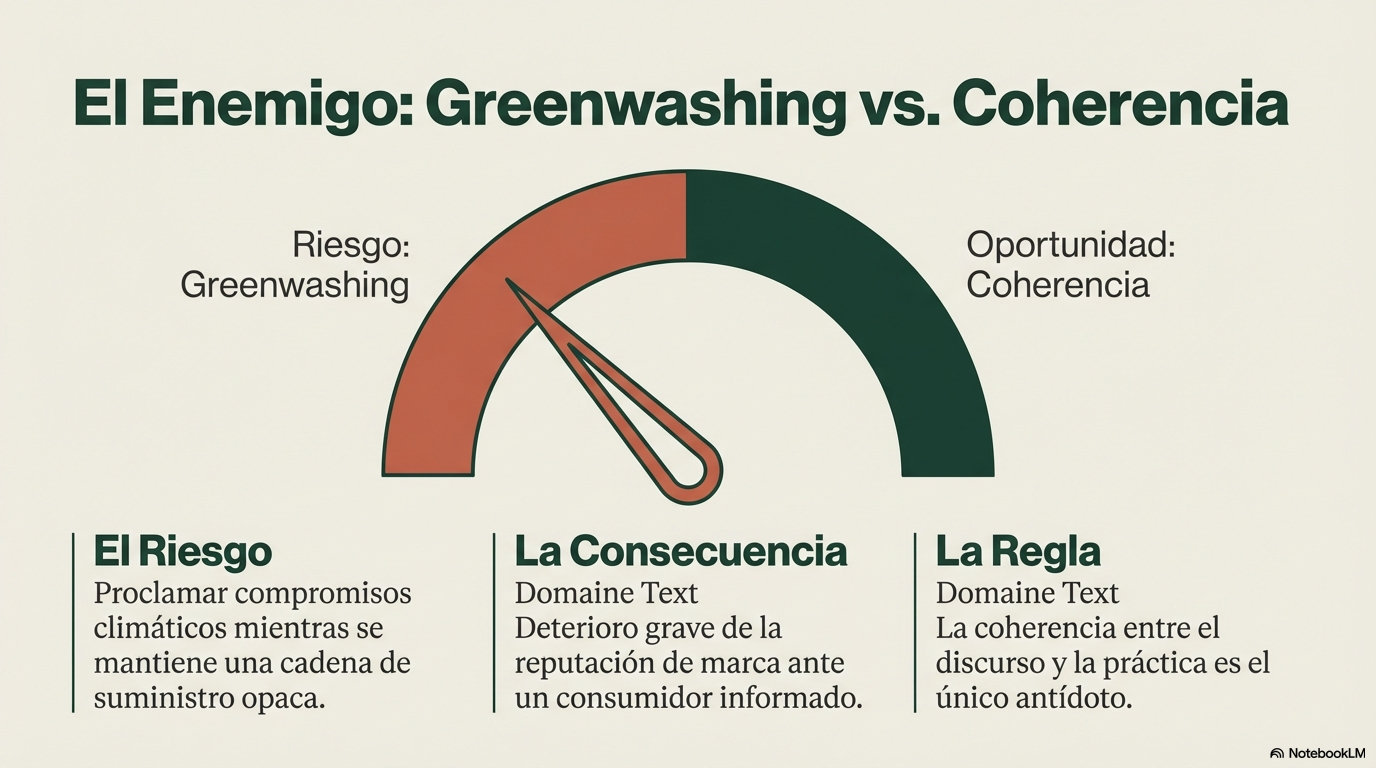 El Enemigo: Greenwashing vs. Coherencia
Riesgo:
Greenwashing
Oportunidad:
Coherencia
El Riesgo
Proclamar compromisos
climáticos mientras se
mantiene una cadena de
suministro opaca.
La Consecuencia
Domaine Text
Deterioro grave de la
reputación de marca ante
un consumidor informado.
La Regla
Domaine Text
La coherencia entre el
discurso y la práctica es el
único antídoto.
NotebookLM